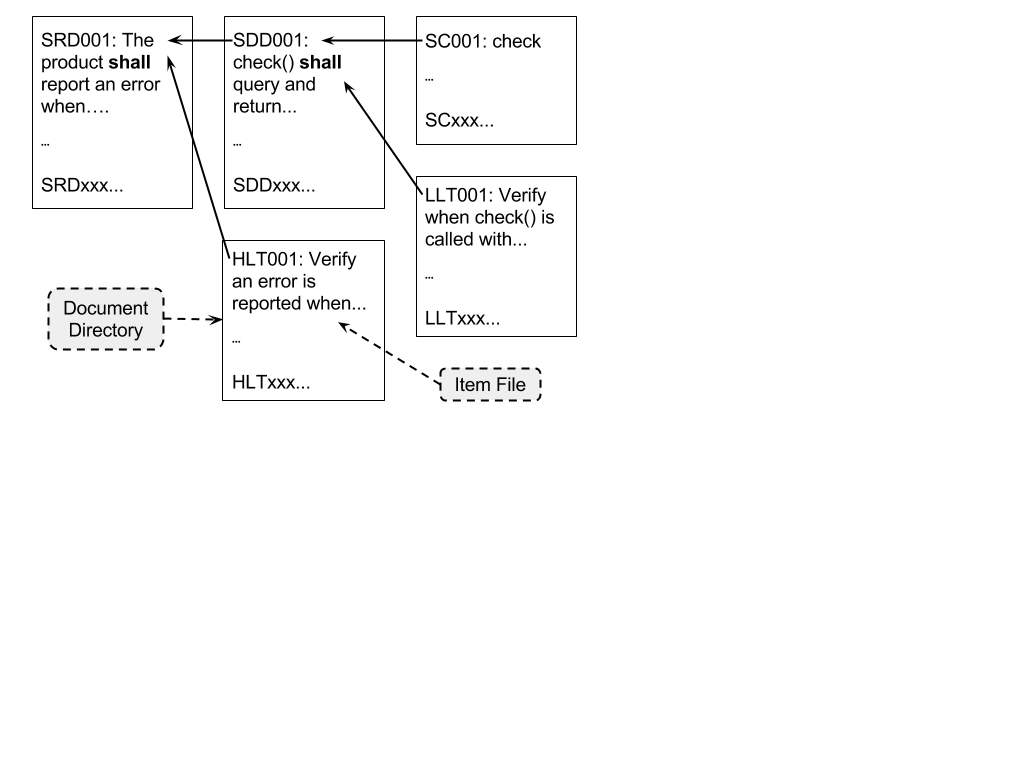 SRD001: The
product shall
report an error
when….
…
SRDxxx...
SDD001:
check() shall
query and
return...
…
SDDxxx...
SC001: check
…
SCxxx...
LLT001: Verify
when check() is
called with...
…
LLTxxx...
HLT001: Verify
an error is
reported when...
…
HLTxxx...
Document
Directory
Item File